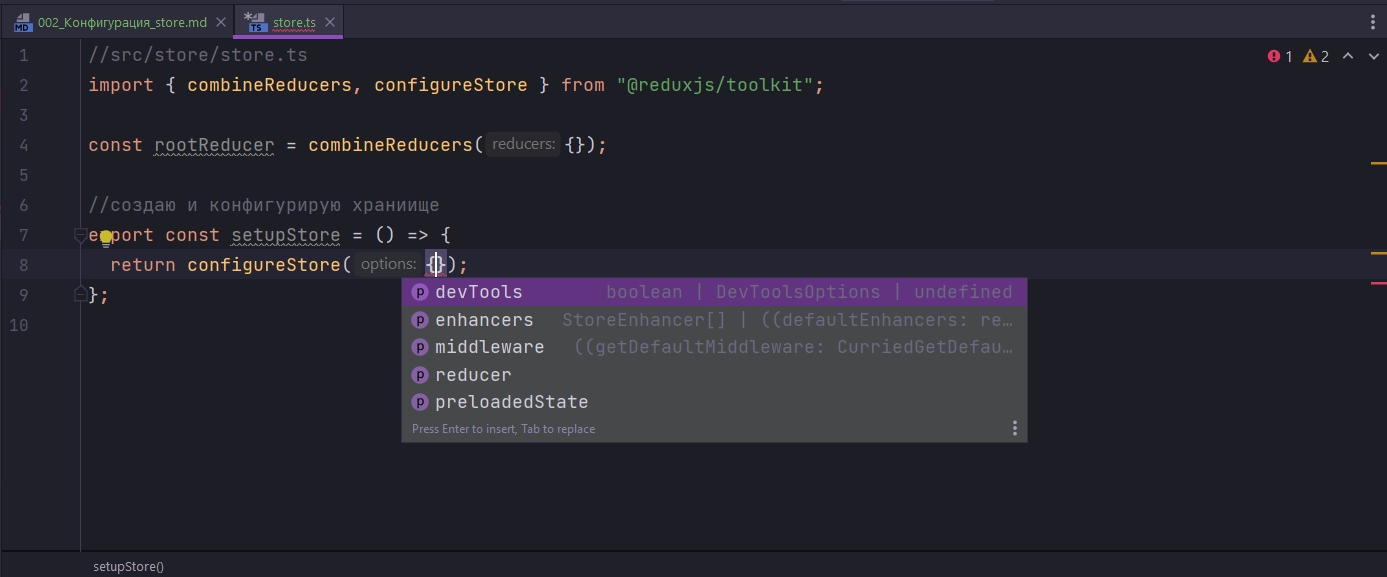 MD 002_Конфигурация_store.md TS store.ts
1 //src/store/store.ts 1 2
2 import { combineReducers, configureStore } from "@reduxjs/toolkit";
3
4 const rootReducer = combineReducers( reducers: {});
5
6 //создаю и конфигурирую храниище
7 export const setupStore = () => {
8 return configureStore( options: {});
9 };
10
p devTools boolean | DevToolsOptions | undefined
p enhancers StoreEnhancer[] | ((defaultEnhancers: re…
p middleware ((getDefaultMiddleware: CurriedGetDefau…
p reducer
p preloadedState
Press Enter to insert, Tab to replace
setupStore()